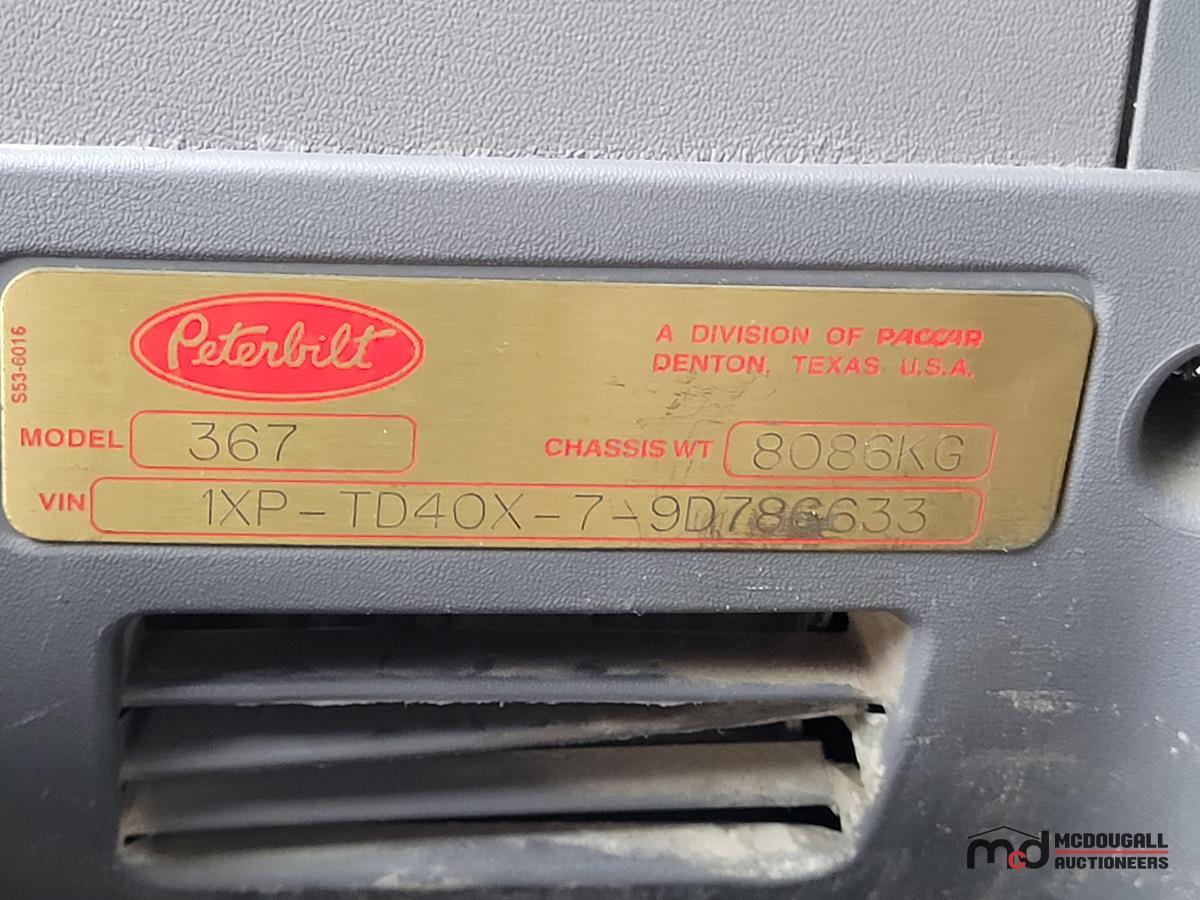 S53-6016
Peterbilt
A DIVISION OF PACCAR
DENTON, TEXAS U.S.A.
MODEL 367
CHASSIS WT 8086KG
VIN 1XP-TD40X-7-9D786633
mcd MCDOUGALL
AUCTIONEERS